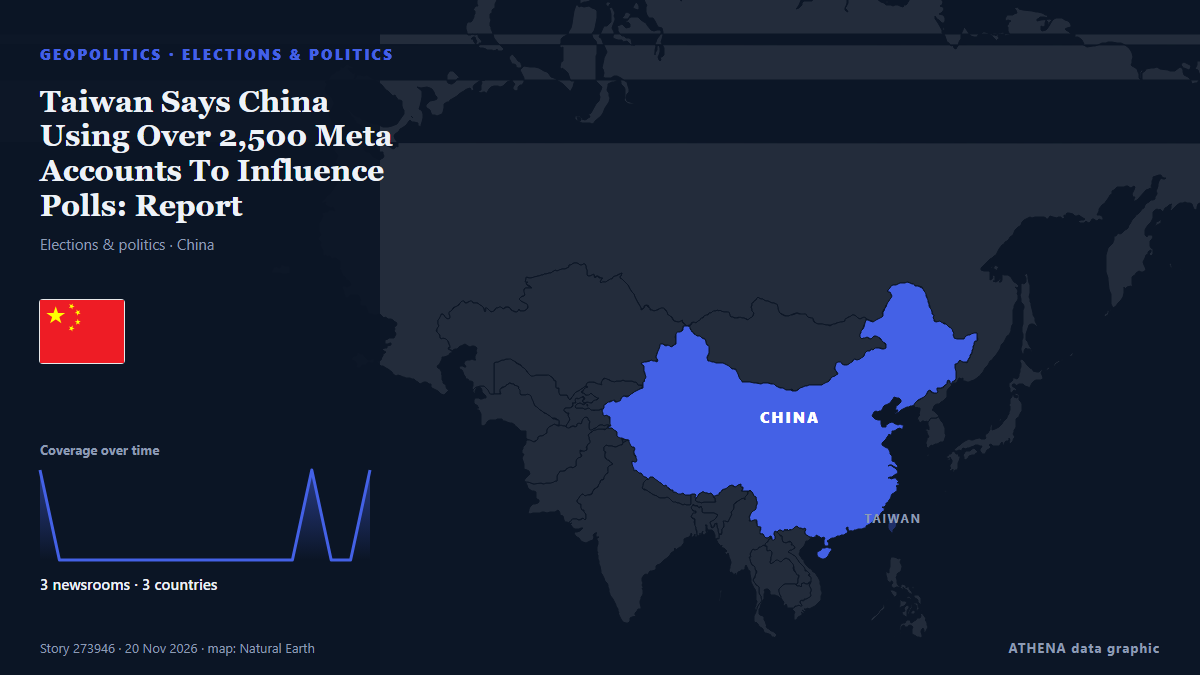 GEOPOLITICS · ELECTIONS & POLITICS
Taiwan Says China
Using Over 2,500 Meta
Accounts To Influence
Polls: Report
Elections & politics · China
CHINA
TAIWAN
Coverage over time
3 newsrooms · 3 countries
Story 273946 · 20 Nov 2026 · map: Natural Earth
ATHENA data graphic